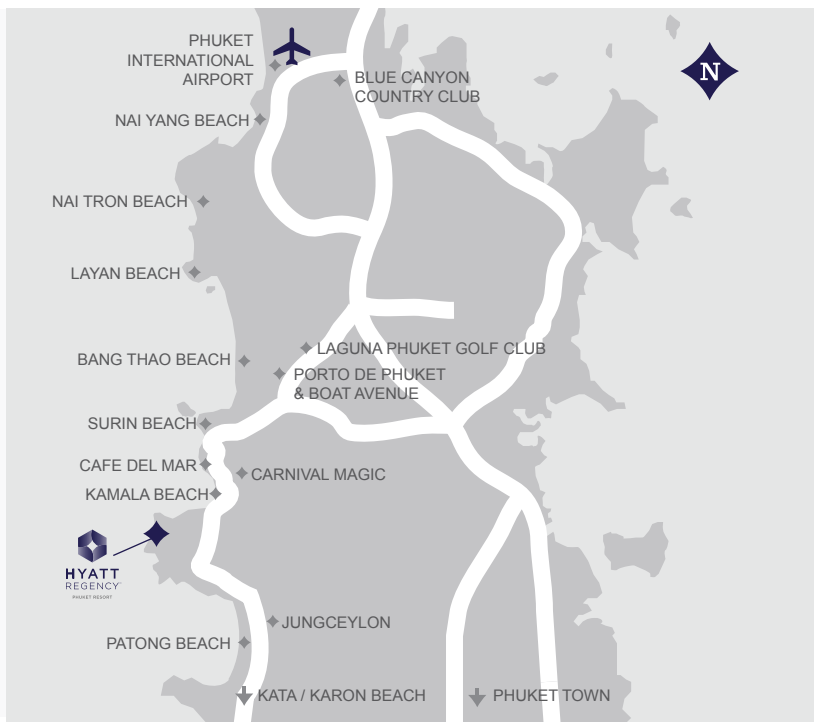 PHUKET
INTERNATIONAL
AIRPORT
N
BLUE CANYON
COUNTRY CLUB
NAI YANG BEACH
NAI TRON BEACH
LAYAN BEACH
LAGUNA PHUKET GOLF CLUB
BANG THAO BEACH
PORTO DE PHUKET
& BOAT AVENUE
SURIN BEACH
CAFE DEL MAR
CARNIVAL MAGIC
KAMALA BEACH
HYATT
REGENCY
PHUKET RESORT
JUNGCEYLON
PATONG BEACH
KATA / KARON BEACH
PHUKET TOWN